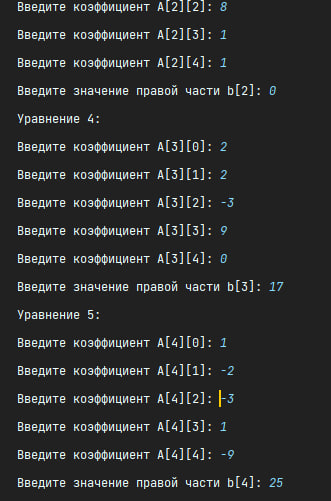 Введите коэффициент A[2][2]: 8
Введите коэффициент A[2][3]: 1
Введите коэффициент A[2][4]: 1
Введите значение правой части b[2]: 0
Уравнение 4:
Введите коэффициент A[3][0]: 2
Введите коэффициент A[3][1]: 2
Введите коэффициент A[3][2]: -3
Введите коэффициент A[3][3]: 9
Введите коэффициент A[3][4]: 0
Введите значение правой части b[3]: 17
Уравнение 5:
Введите коэффициент A[4][0]: 1
Введите коэффициент A[4][1]: -2
Введите коэффициент A[4][2]: -3
Введите коэффициент A[4][3]: 1
Введите коэффициент A[4][4]: -9
Введите значение правой части b[4]: 25